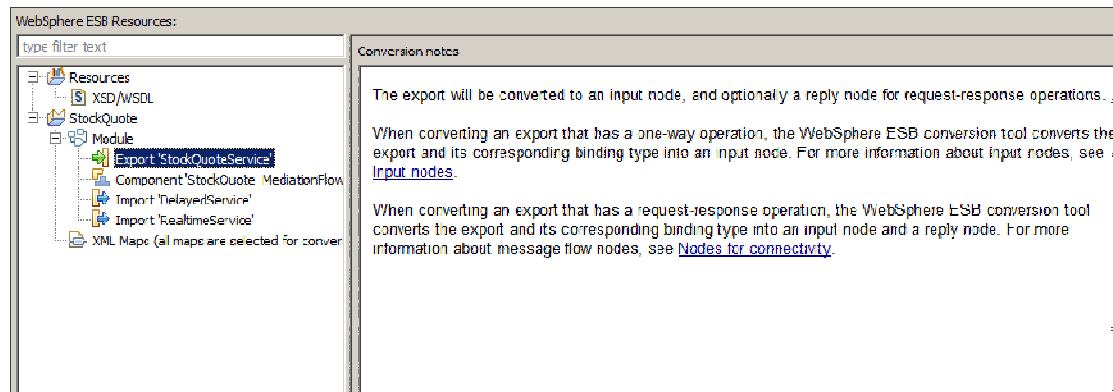 WebSphere ESB Resources:
type filter text
Resources
XSD/WSDL
StockQuote
Module
Export 'StockQuoteService'
Component 'StockQuote_MediationFlow
Import 'DelayedService'
Import 'RealtimeService'
XML Maps (all maps are selected for conver
Conversion notes
The export will be converted to an input node, and optionally a reply node for request-response operations.
When converting an export that has a one-way operation, the WebSphere ESB conversion tool converts the
export and its corresponding binding type into an input node. For more information about input nodes, see
Input nodes.
When converting an export that has a request-response operation, the WebSphere ESB conversion tool
converts the export and its corresponding binding type into an input node and a reply node. For more
information about message flow nodes, see Nodes for connectivity.